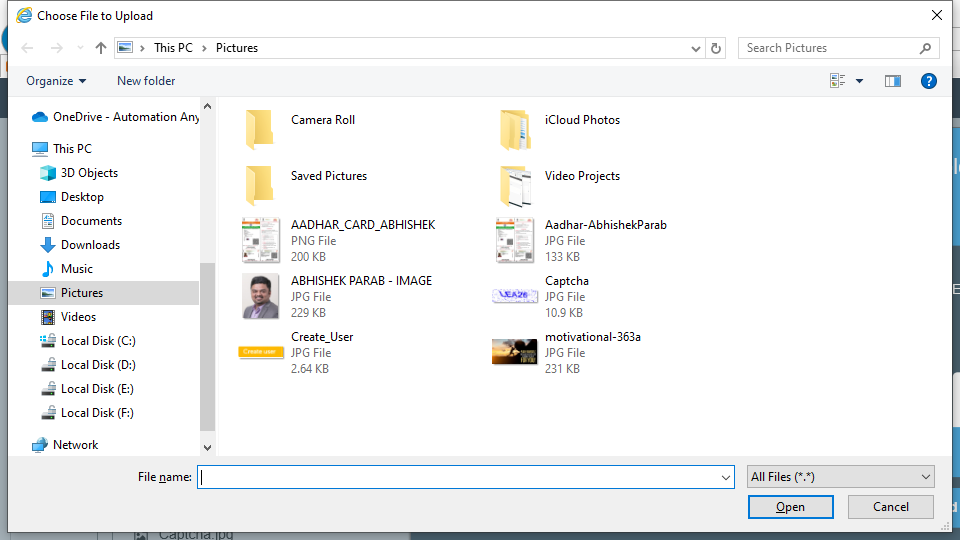 Choose File to Upload
This PC
Pictures
Search Pictures
Organize
New folder
OneDrive - Automation Any
This PC
3D Objects
Desktop
Documents
Downloads
Music
Pictures
Videos
Local Disk (C:)
Local Disk (D:)
Local Disk (E:)
Local Disk (F:)
Network
Camera Roll
iCloud Photos
Saved Pictures
Video Projects
AADHAR_CARD_ABHISHEK
PNG File
200 KB
Aadhar-AbhishekParab
JPG File
133 KB
ABHISHEK PARAB - IMAGE
JPG File
229 KB
Captcha
JPG File
10.9 KB
Create user
Create_User
JPG File
2.64 KB
motivational-363a
JPG File
231 KB
File name:
All Files (*.*)
Open
Cancel
Captcha.jpg